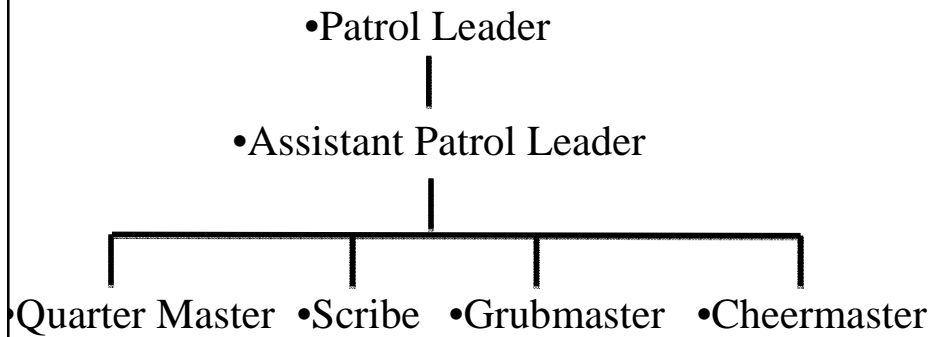 •Patrol Leader
•Assistant Patrol Leader
•Quarter Master •Scribe •Grubmaster •Cheermaster